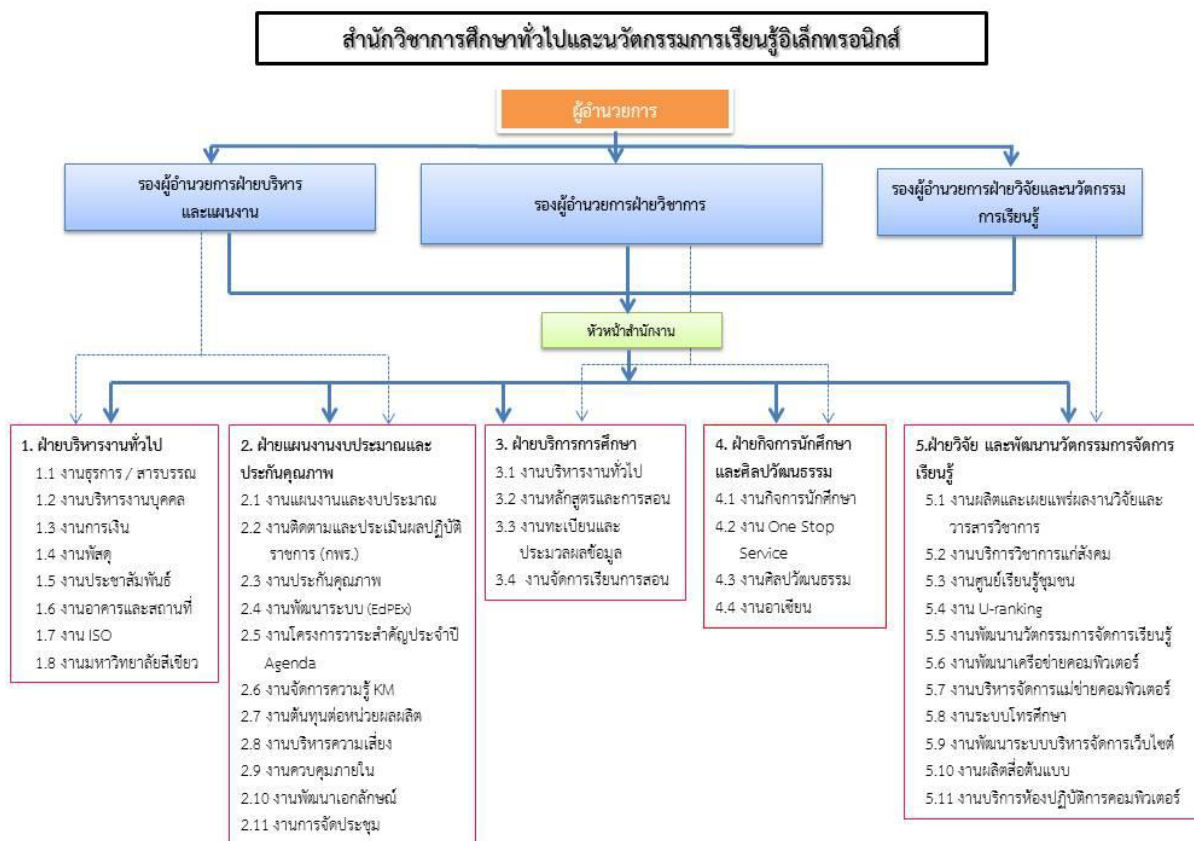 สำนักวิชาการศึกษาทั่วไปและนวัตกรรมการเรียนรู้อิเล็กทรอนิกส์
ผู้อำนวยการ
รองผู้อำนวยการฝ่ายบริหาร
และแผนงาน
รองผู้อำนวยการฝ่ายวิชาการ
รองผู้อำนวยการฝ่ายวิจัยและนวัตกรรม
การเรียนรู้
หัวหน้าสำนักงาน
1. ฝ่ายบริหารงานทั่วไป
1.1 งานธุรการ / สารบรรณ
1.2 งานบริหารงานบุคคล
1.3 งานการเงิน
1.4 งานพัสดุ
1.5 งานประชาสัมพันธ์
1.6 งานอาคารและสถานที่
1.7 งาน ISO
1.8 งานมหาวิทยาลัยสีเขียว
2. ฝ่ายแผนงานงบประมาณและ
ประกันคุณภาพ
2.1 งานแผนงานและงบประมาณ
2.2 งานติดตามและประเมินผลปฏิบัติ
ราชการ (กพร.)
2.3 งานประกันคุณภาพ
2.4 งานพัฒนาระบบ (EdPEx)
2.5 งานโครงการวาระสำคัญประจำปี
Agenda
2.6 งานจัดการความรู้ KM
2.7 งานต้นทุนต่อหน่วยผลผลิต
2.8 งานบริหารความเสี่ยง
2.9 งานควบคุมภายใน
2.10 งานพัฒนาเอกลักษณ์
2.11 งานการจัดประชุม
3. ฝ่ายบริการการศึกษา
3.1 งานบริหารงานทั่วไป
3.2 งานหลักสูตรและการสอน
3.3 งานทะเบียนและ
ประมวลผลข้อมูล
3.4 งานจัดการเรียนการสอน
4. ฝ่ายกิจการนักศึกษา
และศิลปวัฒนธรรม
4.1 งานกิจการนักศึกษา
4.2 งาน One Stop
Service
4.3 งานศิลปวัฒนธรรม
4.4 งานอาเซียน
5.ฝ่ายวิจัย และพัฒนานวัตกรรมการจัดการ
เรียนรู้
5.1 งานผลิตและเผยแพร่ผลงานวิจัยและ
วารสารวิชาการ
5.2 งานบริการวิชาการแก่สังคม
5.3 งานศูนย์เรียนรู้ชุมชน
5.4 งาน U-ranking
5.5 งานพัฒนานวัตกรรมการจัดการเรียนรู้
5.6 งานพัฒนาเครือข่ายคอมพิวเตอร์
5.7 งานบริหารจัดการแม่ข่ายคอมพิวเตอร์
5.8 งานระบบโทรศึกษา
5.9 งานพัฒนาระบบบริหารจัดการเว็บไซต์
5.10 งานผลิตสื่อต้นแบบ
5.11 งานบริการห้องปฏิบัติการคอมพิวเตอร์